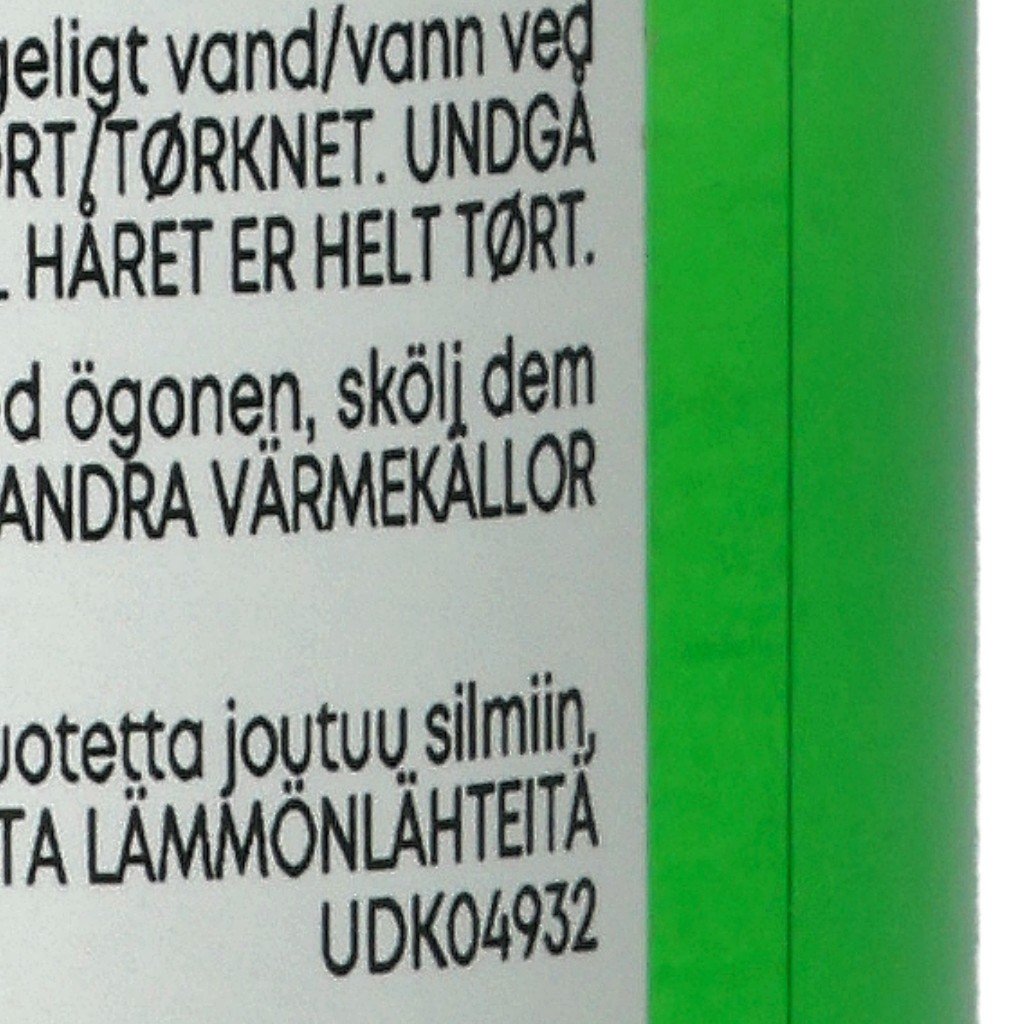 geligt vand/vann ved
ØRT/TØRKNET. UNDGÅ
HÅRET ER HELT TØRT.
ögonen, skölj dem
ANDRA VÄRMEKÄLLOR
uotetta joutuu silmiin,
TA LÄMMÖNLÄHTEITÄ
UDK04932